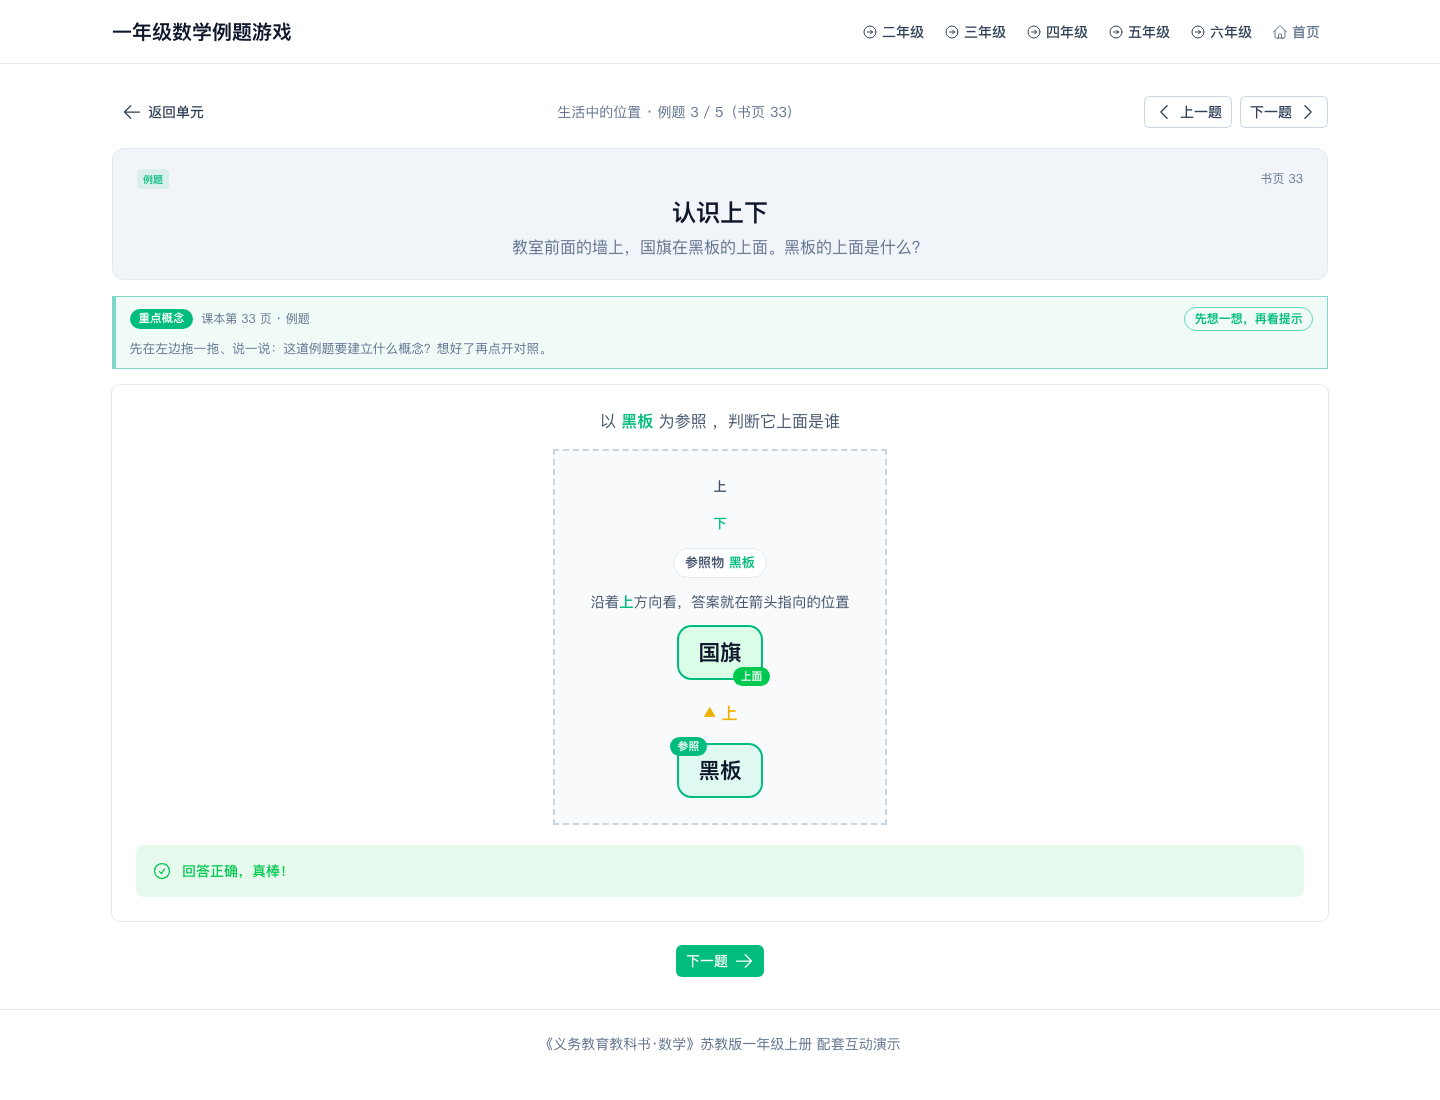 一年级数学例题游戏
二年级 三年级 四年级 五年级 六年级 首页
返回单元
生活中的位置 · 例题 3 / 5（书页 33）
上一题 下一题
例题
书页 33
认识上下
教室前面的墙上，国旗在黑板的上面。黑板的上面是什么？
重点概念 课本第 33 页 · 例题
先想一想，再看提示
先在左边拖一拖、说一说：这道例题要建立什么概念？想好了再点开对照。
以 黑板 为参照 ，判断它上面是谁
上
下
参照物 黑板
沿着上方向看，答案就在箭头指向的位置
国旗
上面
▲ 上
参照
黑板
回答正确，真棒！
下一题
《义务教育教科书·数学》苏教版一年级上册 配套互动演示